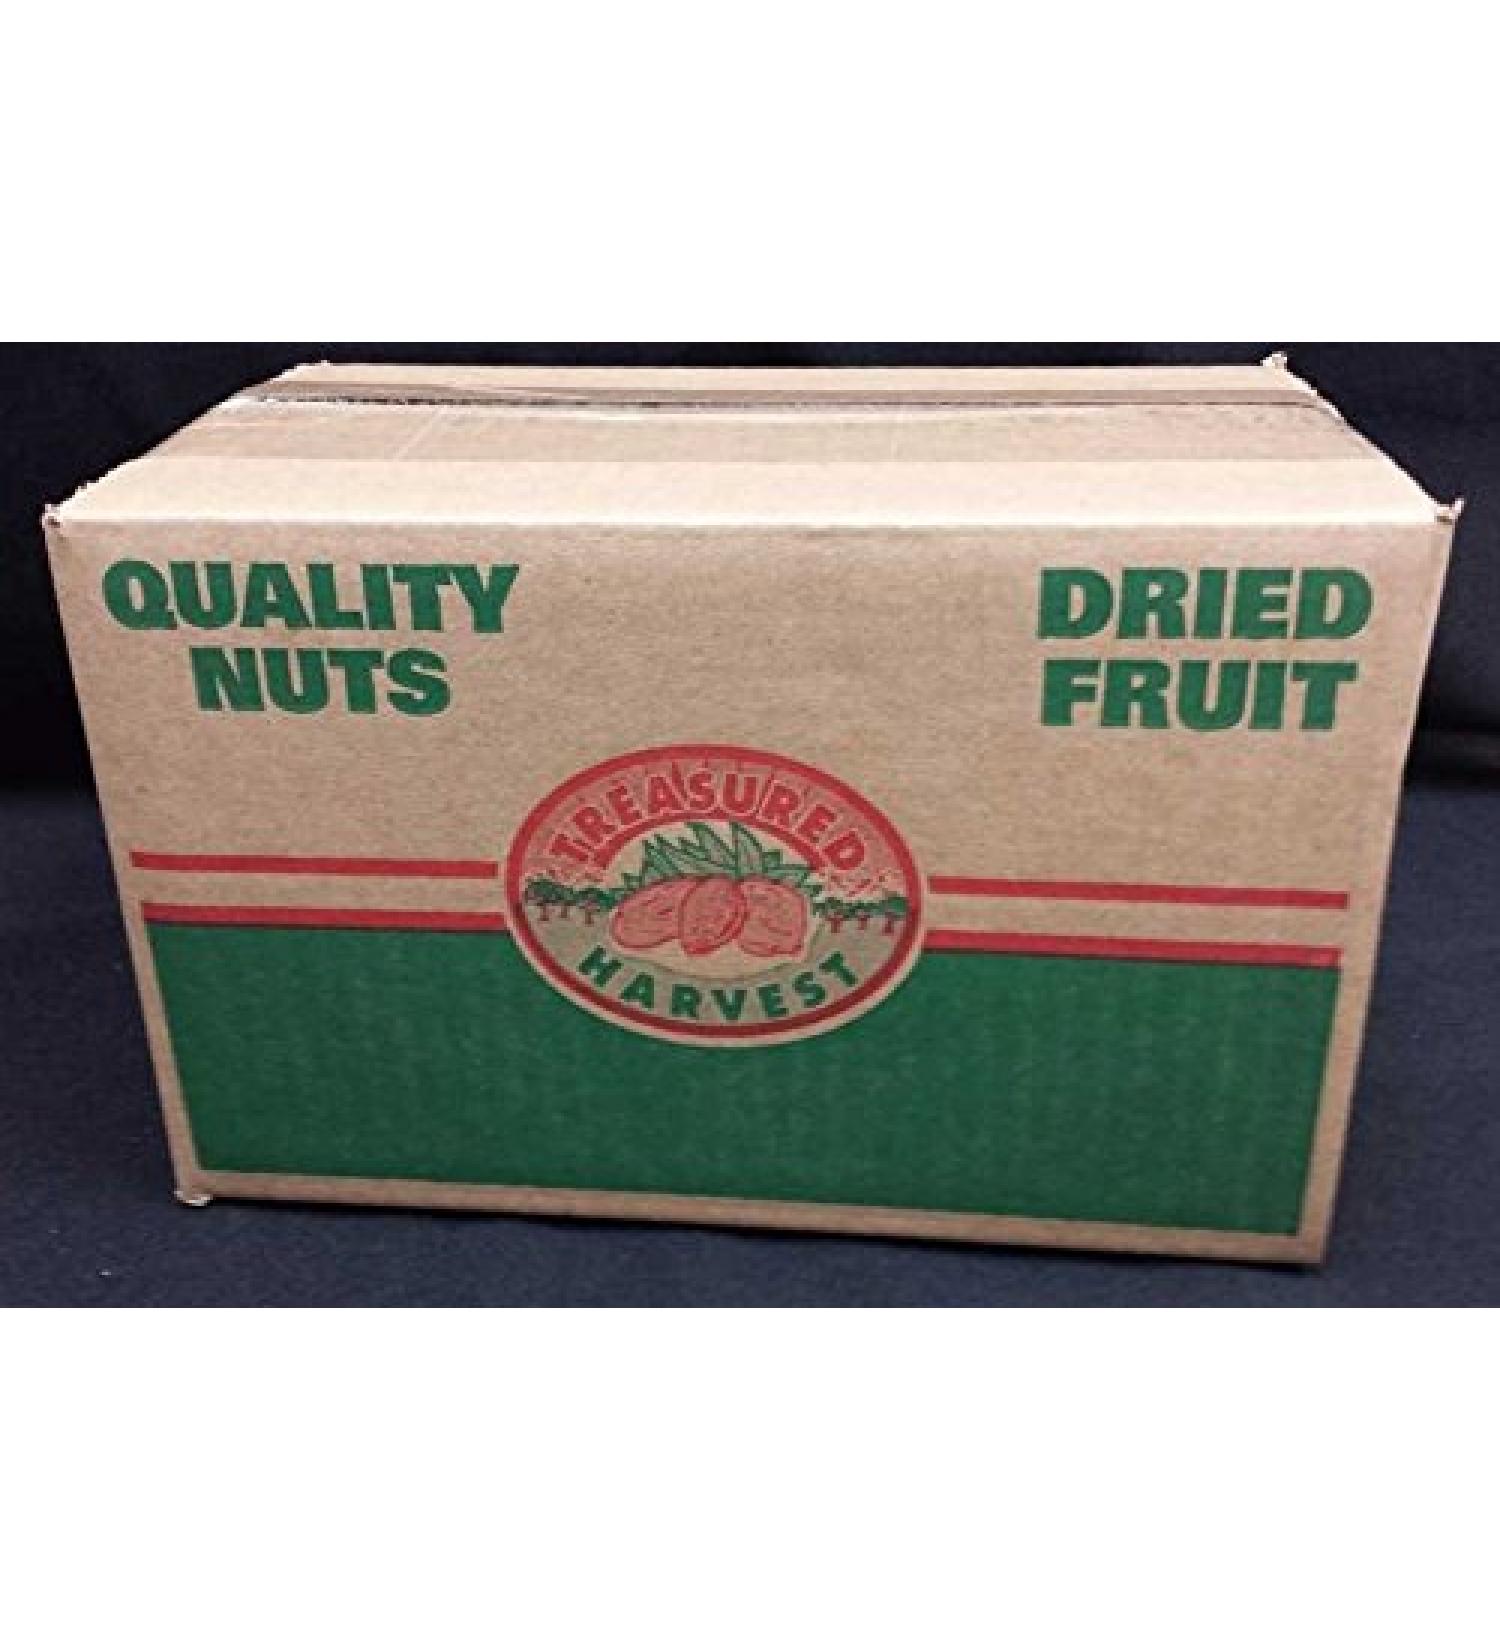 QUALITY
NUTS
DRIED
FRUIT
TREASURED
HARVEST